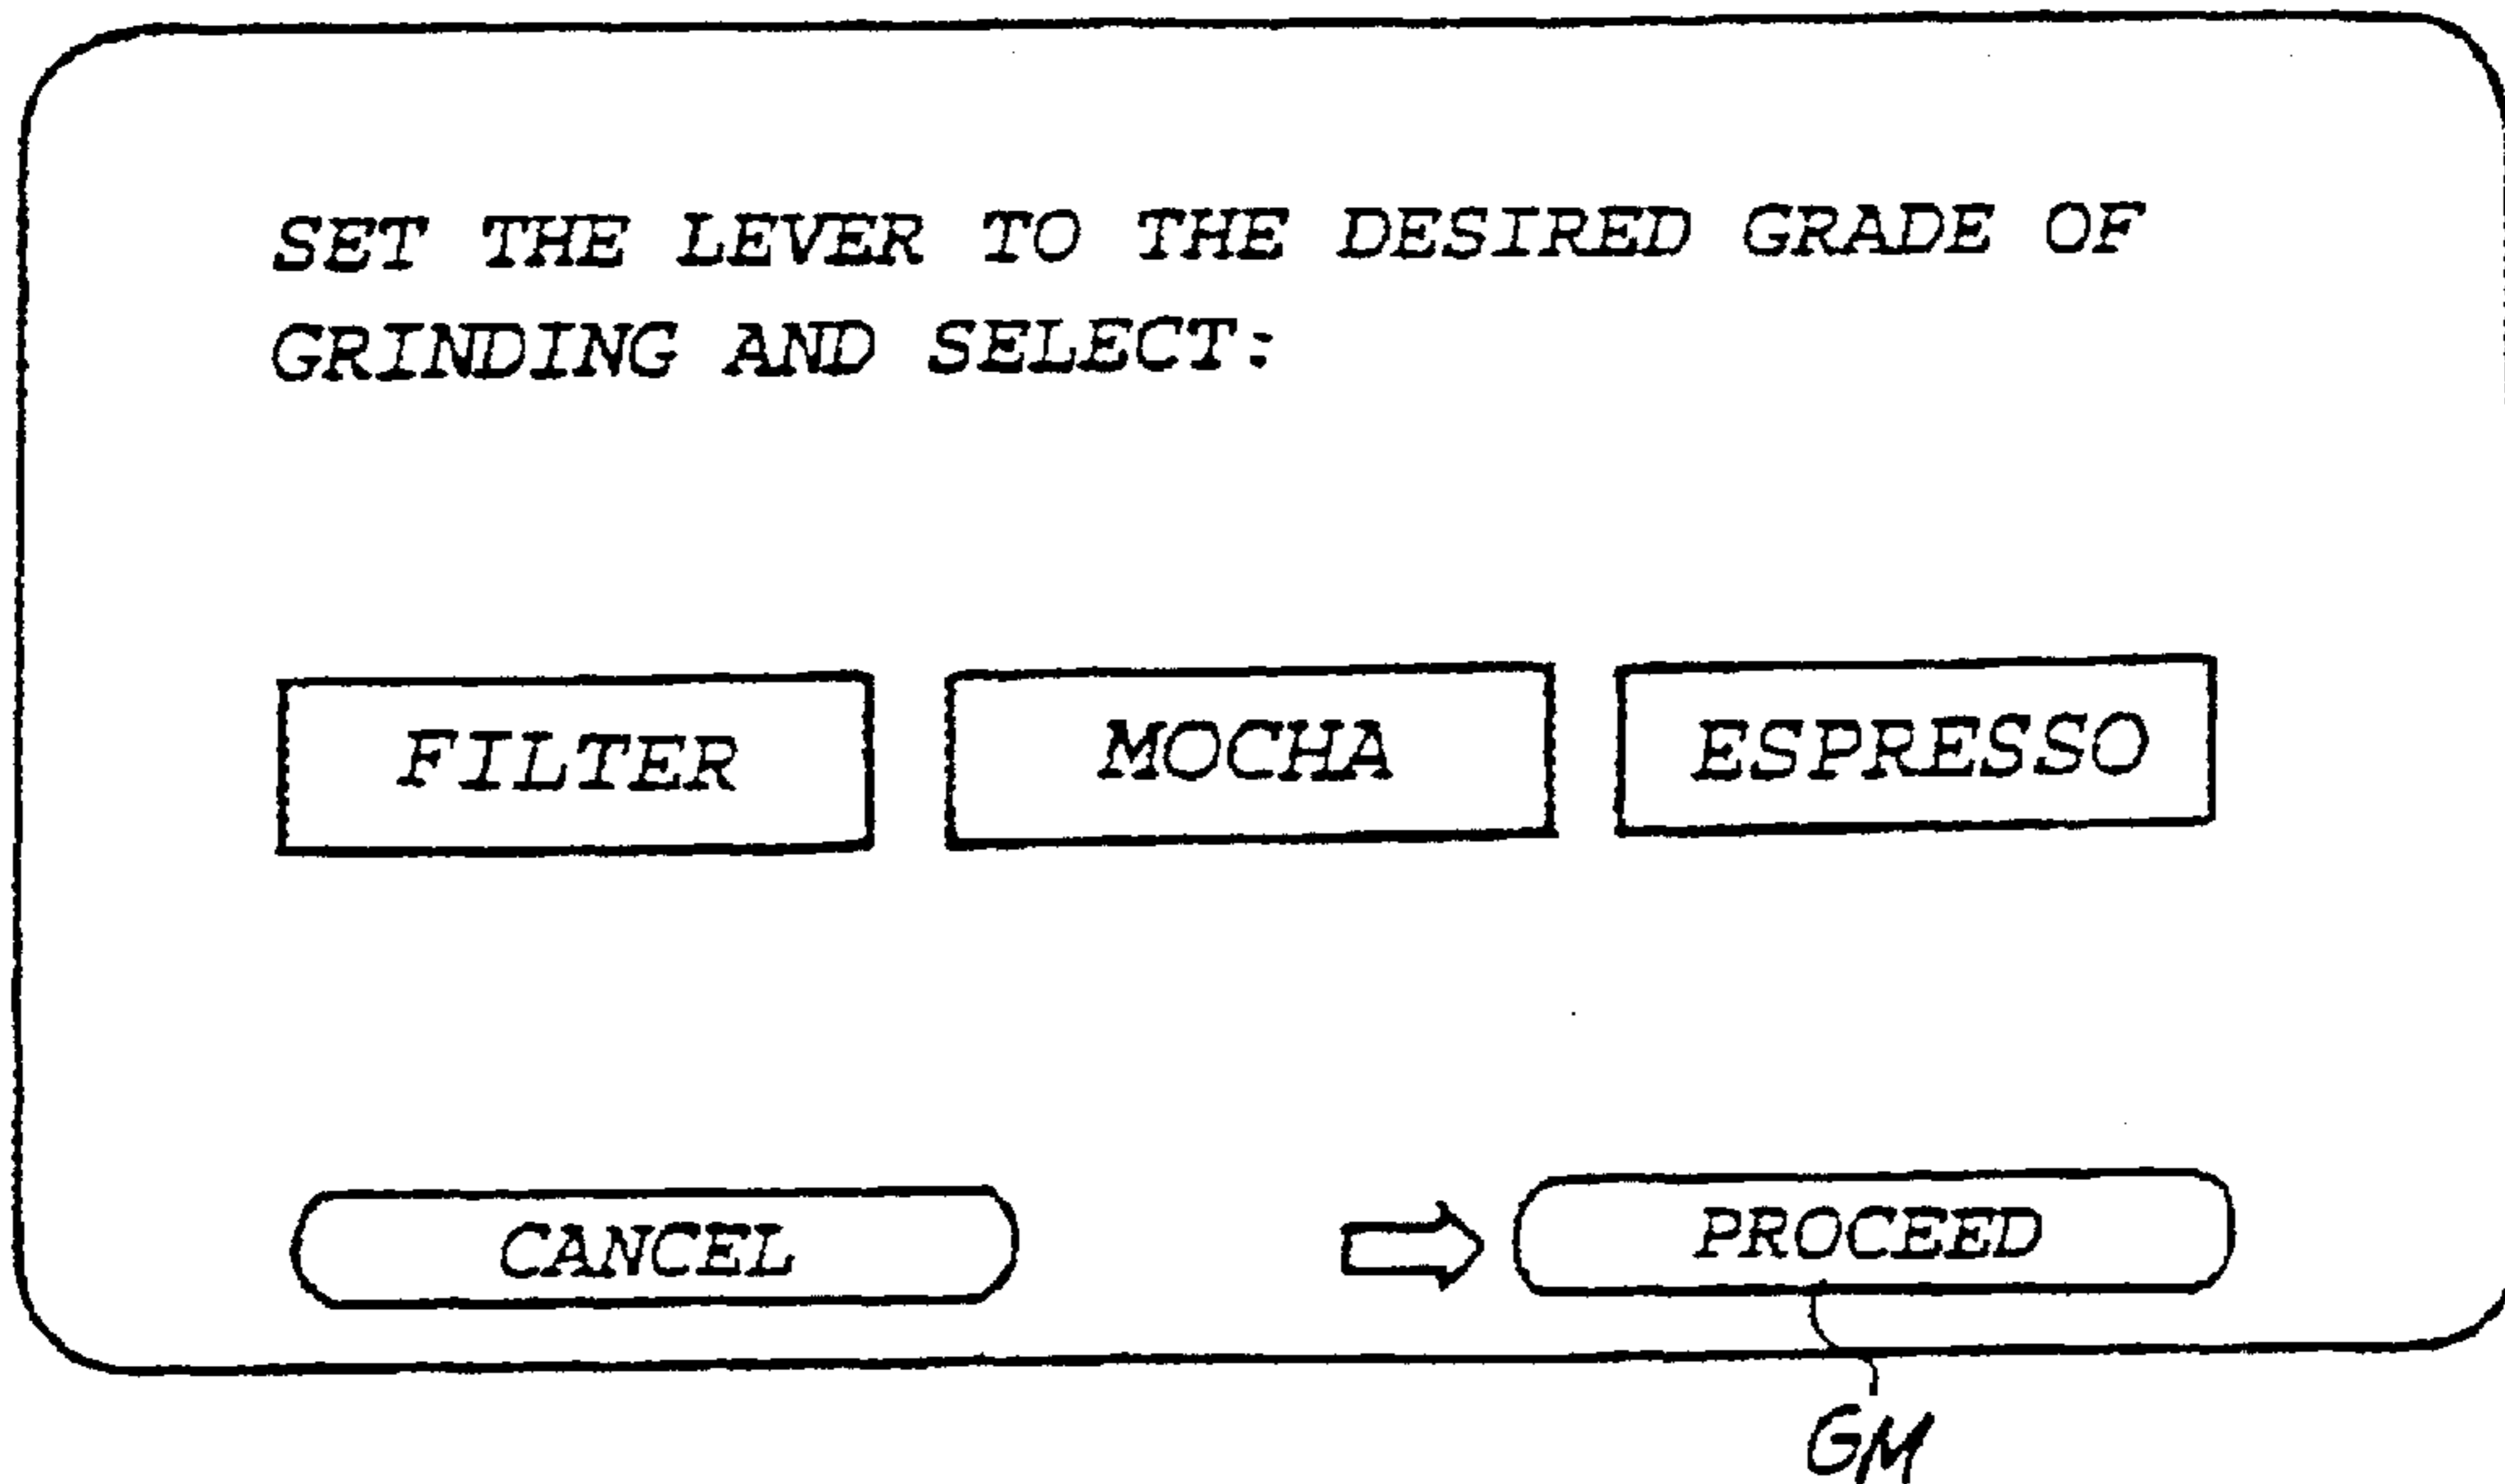 SET THE LEVER TO THE DESIRED GRADE OF
GRINDING AND SELECT:
FILTER MOCHA ESPRESSO
CANCEL PROCEED
GM